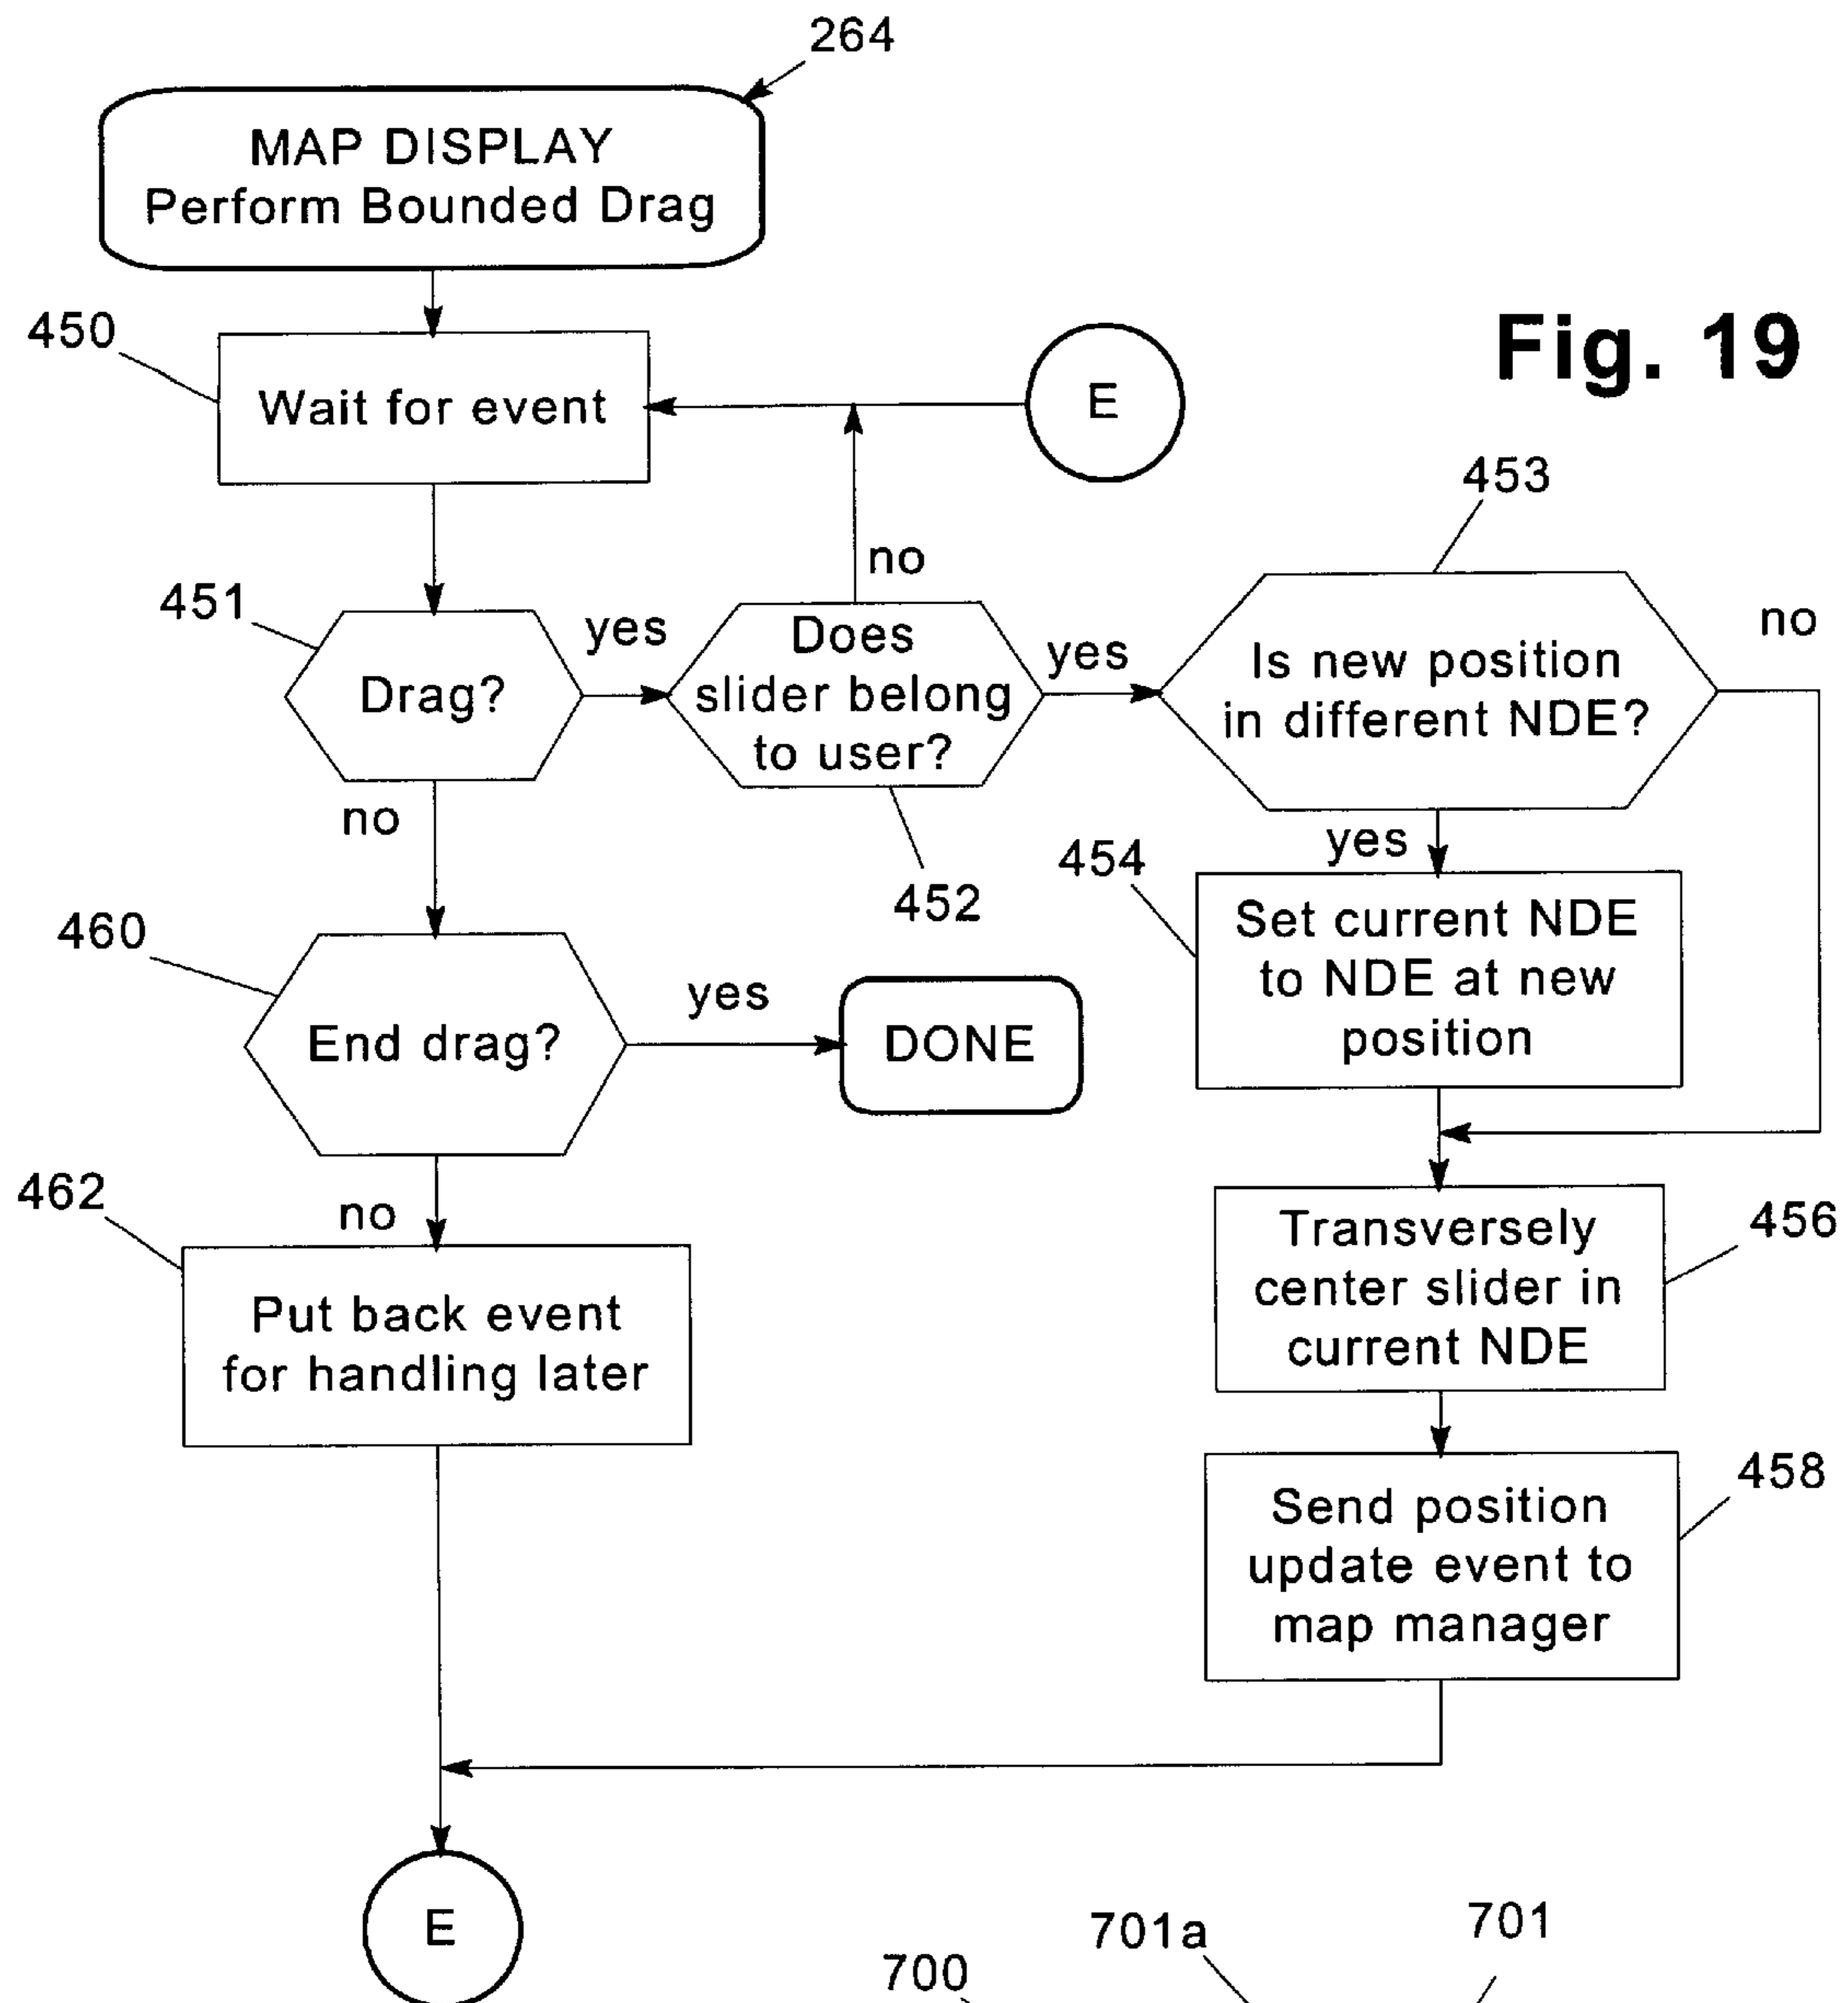 264
MAP DISPLAY
Perform Bounded Drag
Fig. 19
450
Wait for event
E
453
451
Drag?
yes
no
Does
slider belong
to user?
452
yes
Is new position
in different NDE?
no
no
yes
454
Set current NDE
to NDE at new
position
460
End drag?
yes
DONE
no
462
Put back event
for handling later
Transversely
center slider in
current NDE
456
Send position
update event to
map manager
458
E
700
701a
701